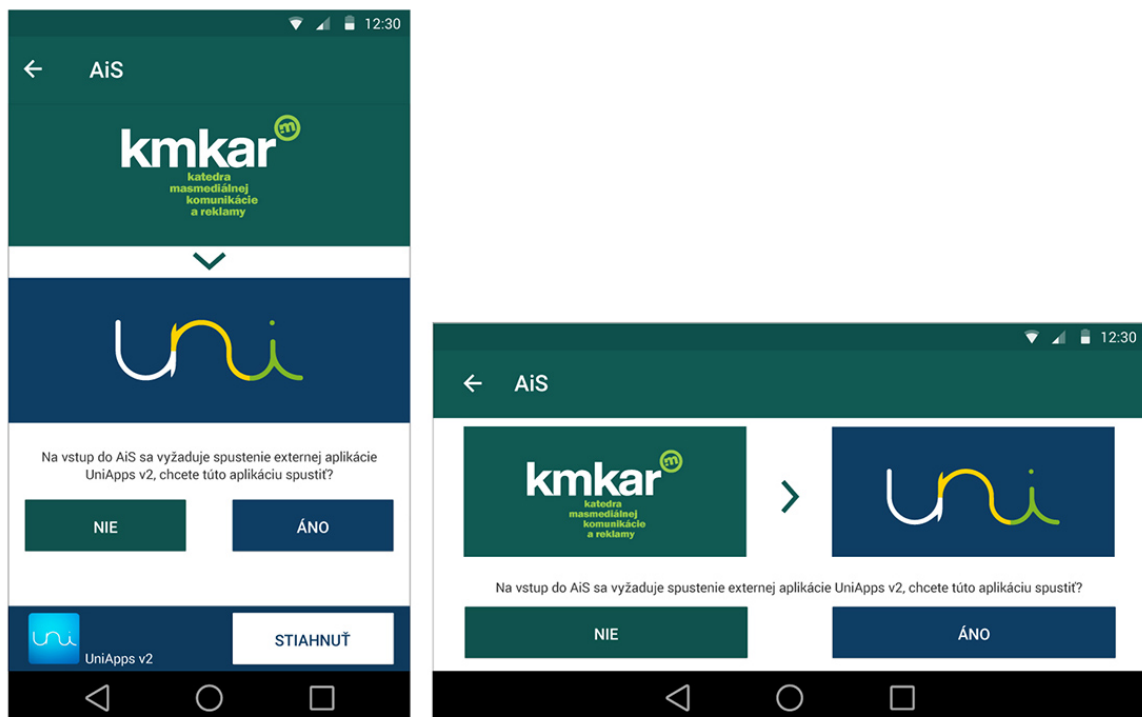 12:30
AiS
kmkar
katedra
masmediálnej
komunikácie
a reklamy
uni
Na vstup do AiS sa vyžaduje spustenie externej aplikácie
UniApps v2, chcete túto aplikáciu spustiť?
NIE
ÁNO
uni
UniApps v2
STIAHNUŤ
12:30
AiS
kmkar
katedra
masmediálnej
komunikácie
a reklamy
uni
Na vstup do AiS sa vyžaduje spustenie externej aplikácie UniApps v2, chcete túto aplikáciu spustiť?
NIE
ÁNO